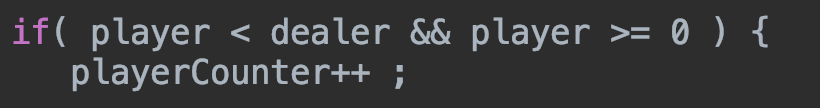 if( player < dealer && player >= 0 ) {
playerCounter++ ;